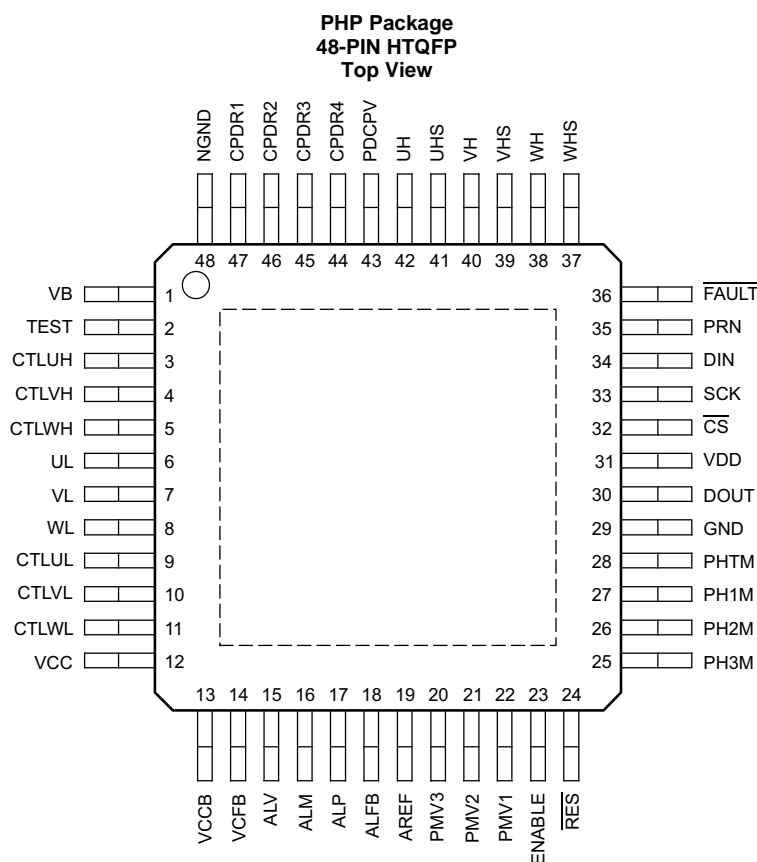 PHP Package
48-PIN HTQFP
Top View
NGND
CPDR1
CPDR2
CPDR3
CPDR4
PDCPV
UH
UHS
VH
VHS
WH
WHS
48 47 46 45 44 43 42 41 40 39 38 37
VB 1 36 FAULT
TEST 2 35 PRN
CTLUH 3 34 DIN
CTLVH 4 33 SCK
CTLWH 5 32 CS
UL 6 31 VDD
VL 7 30 DOUT
WL 8 29 GND
CTLUL 9 28 PHTM
CTLVL 10 27 PH1M
CTLWL 11 26 PH2M
VCC 12 25 PH3M
13 14 15 16 17 18 19 20 21 22 23 24
VCCB
VCFB
ALV
ALM
ALP
ALFB
AREF
PMV3
PMV2
PMV1
ENABLE
RES